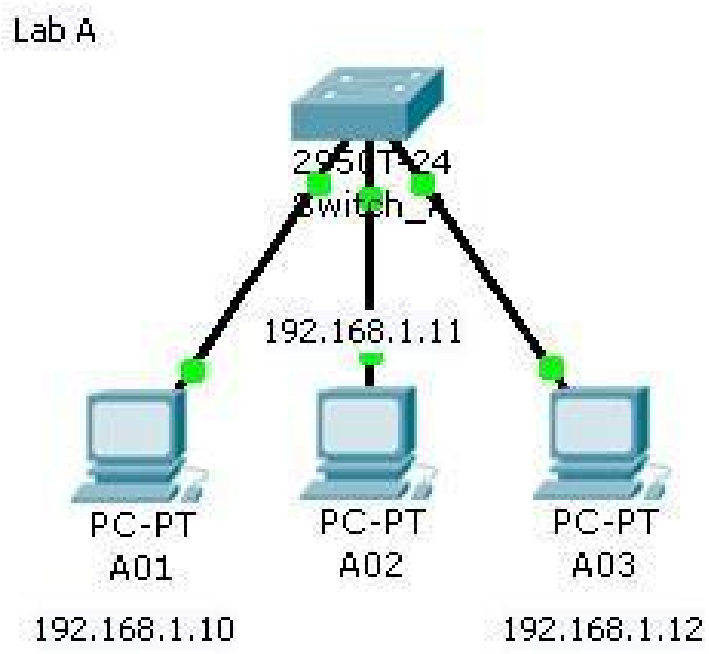 Lab A
2950T-24
Switch_A
192.168.1.11
PC-PT
A01
PC-PT
A02
PC-PT
A03
192.168.1.10
192.168.1.12